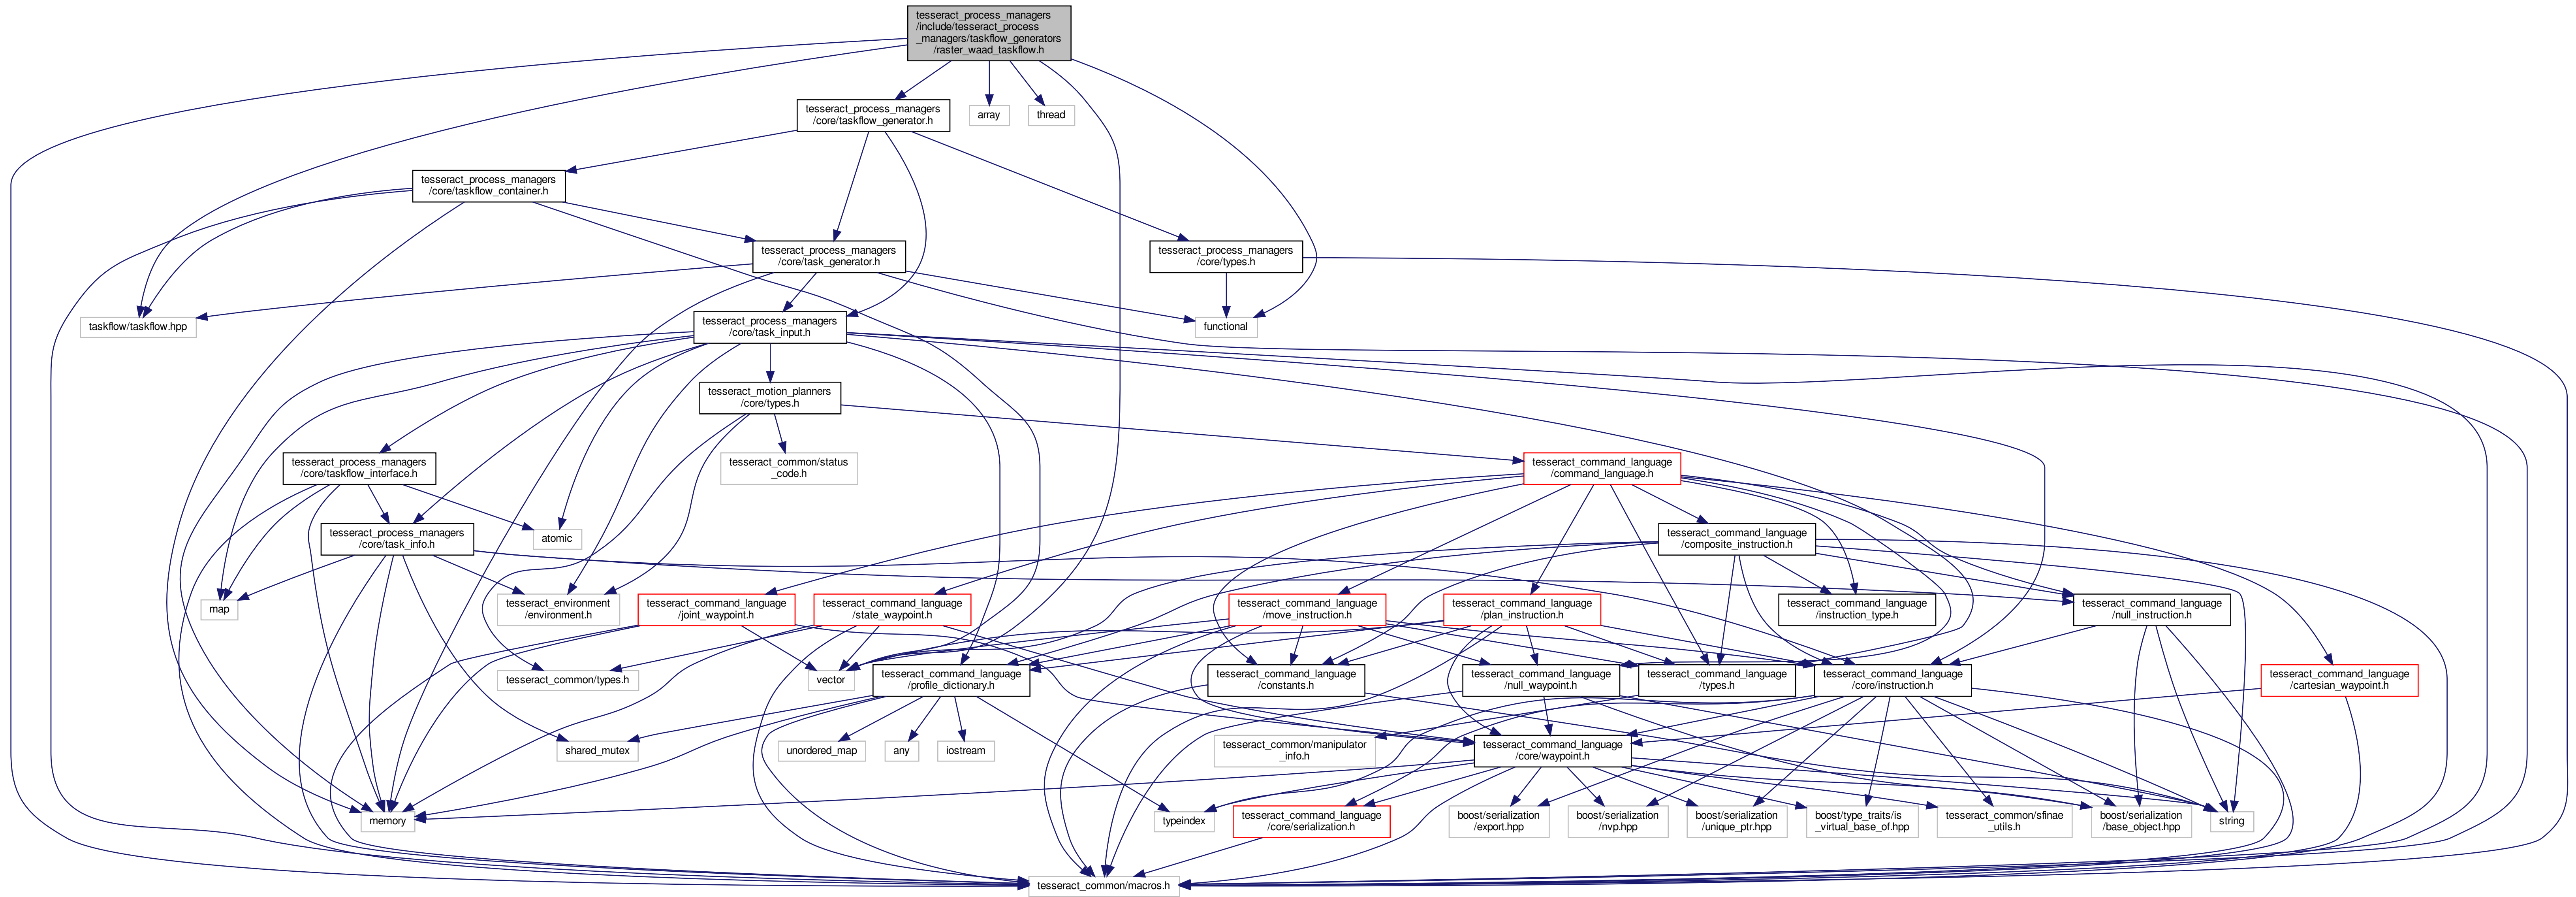 tesseract_process_managers
/include/tesseract_process
_managers/taskflow_generators
/raster_waad_taskflow.h
tesseract_process_managers
/core/taskflow_generator.h
array
thread
tesseract_process_managers
/core/taskflow_container.h
tesseract_process_managers
/core/task_generator.h
tesseract_process_managers
/core/types.h
taskflow/taskflow.hpp
tesseract_process_managers
/core/task_input.h
functional
tesseract_motion_planners
/core/types.h
tesseract_process_managers
/core/taskflow_interface.h
tesseract_common/status
_code.h
tesseract_command_language
/command_language.h
tesseract_process_managers
/core/task_info.h
atomic
tesseract_command_language
/composite_instruction.h
map
tesseract_environment
/environment.h
tesseract_command_language
/joint_waypoint.h
tesseract_command_language
/state_waypoint.h
tesseract_command_language
/move_instruction.h
tesseract_command_language
/plan_instruction.h
tesseract_command_language
/instruction_type.h
tesseract_command_language
/null_instruction.h
tesseract_common/types.h
vector
tesseract_command_language
/profile_dictionary.h
tesseract_command_language
/constants.h
tesseract_command_language
/null_waypoint.h
tesseract_command_language
/types.h
tesseract_command_language
/core/instruction.h
tesseract_command_language
/cartesian_waypoint.h
shared_mutex
unordered_map
any
iostream
tesseract_common/manipulator
_info.h
tesseract_command_language
/core/waypoint.h
memory
typeindex
tesseract_command_language
/core/serialization.h
boost/serialization
/export.hpp
boost/serialization
/nvp.hpp
boost/serialization
/unique_ptr.hpp
boost/type_traits/is
_virtual_base_of.hpp
tesseract_common/sfinae
_utils.h
boost/serialization
/base_object.hpp
string
tesseract_common/macros.h